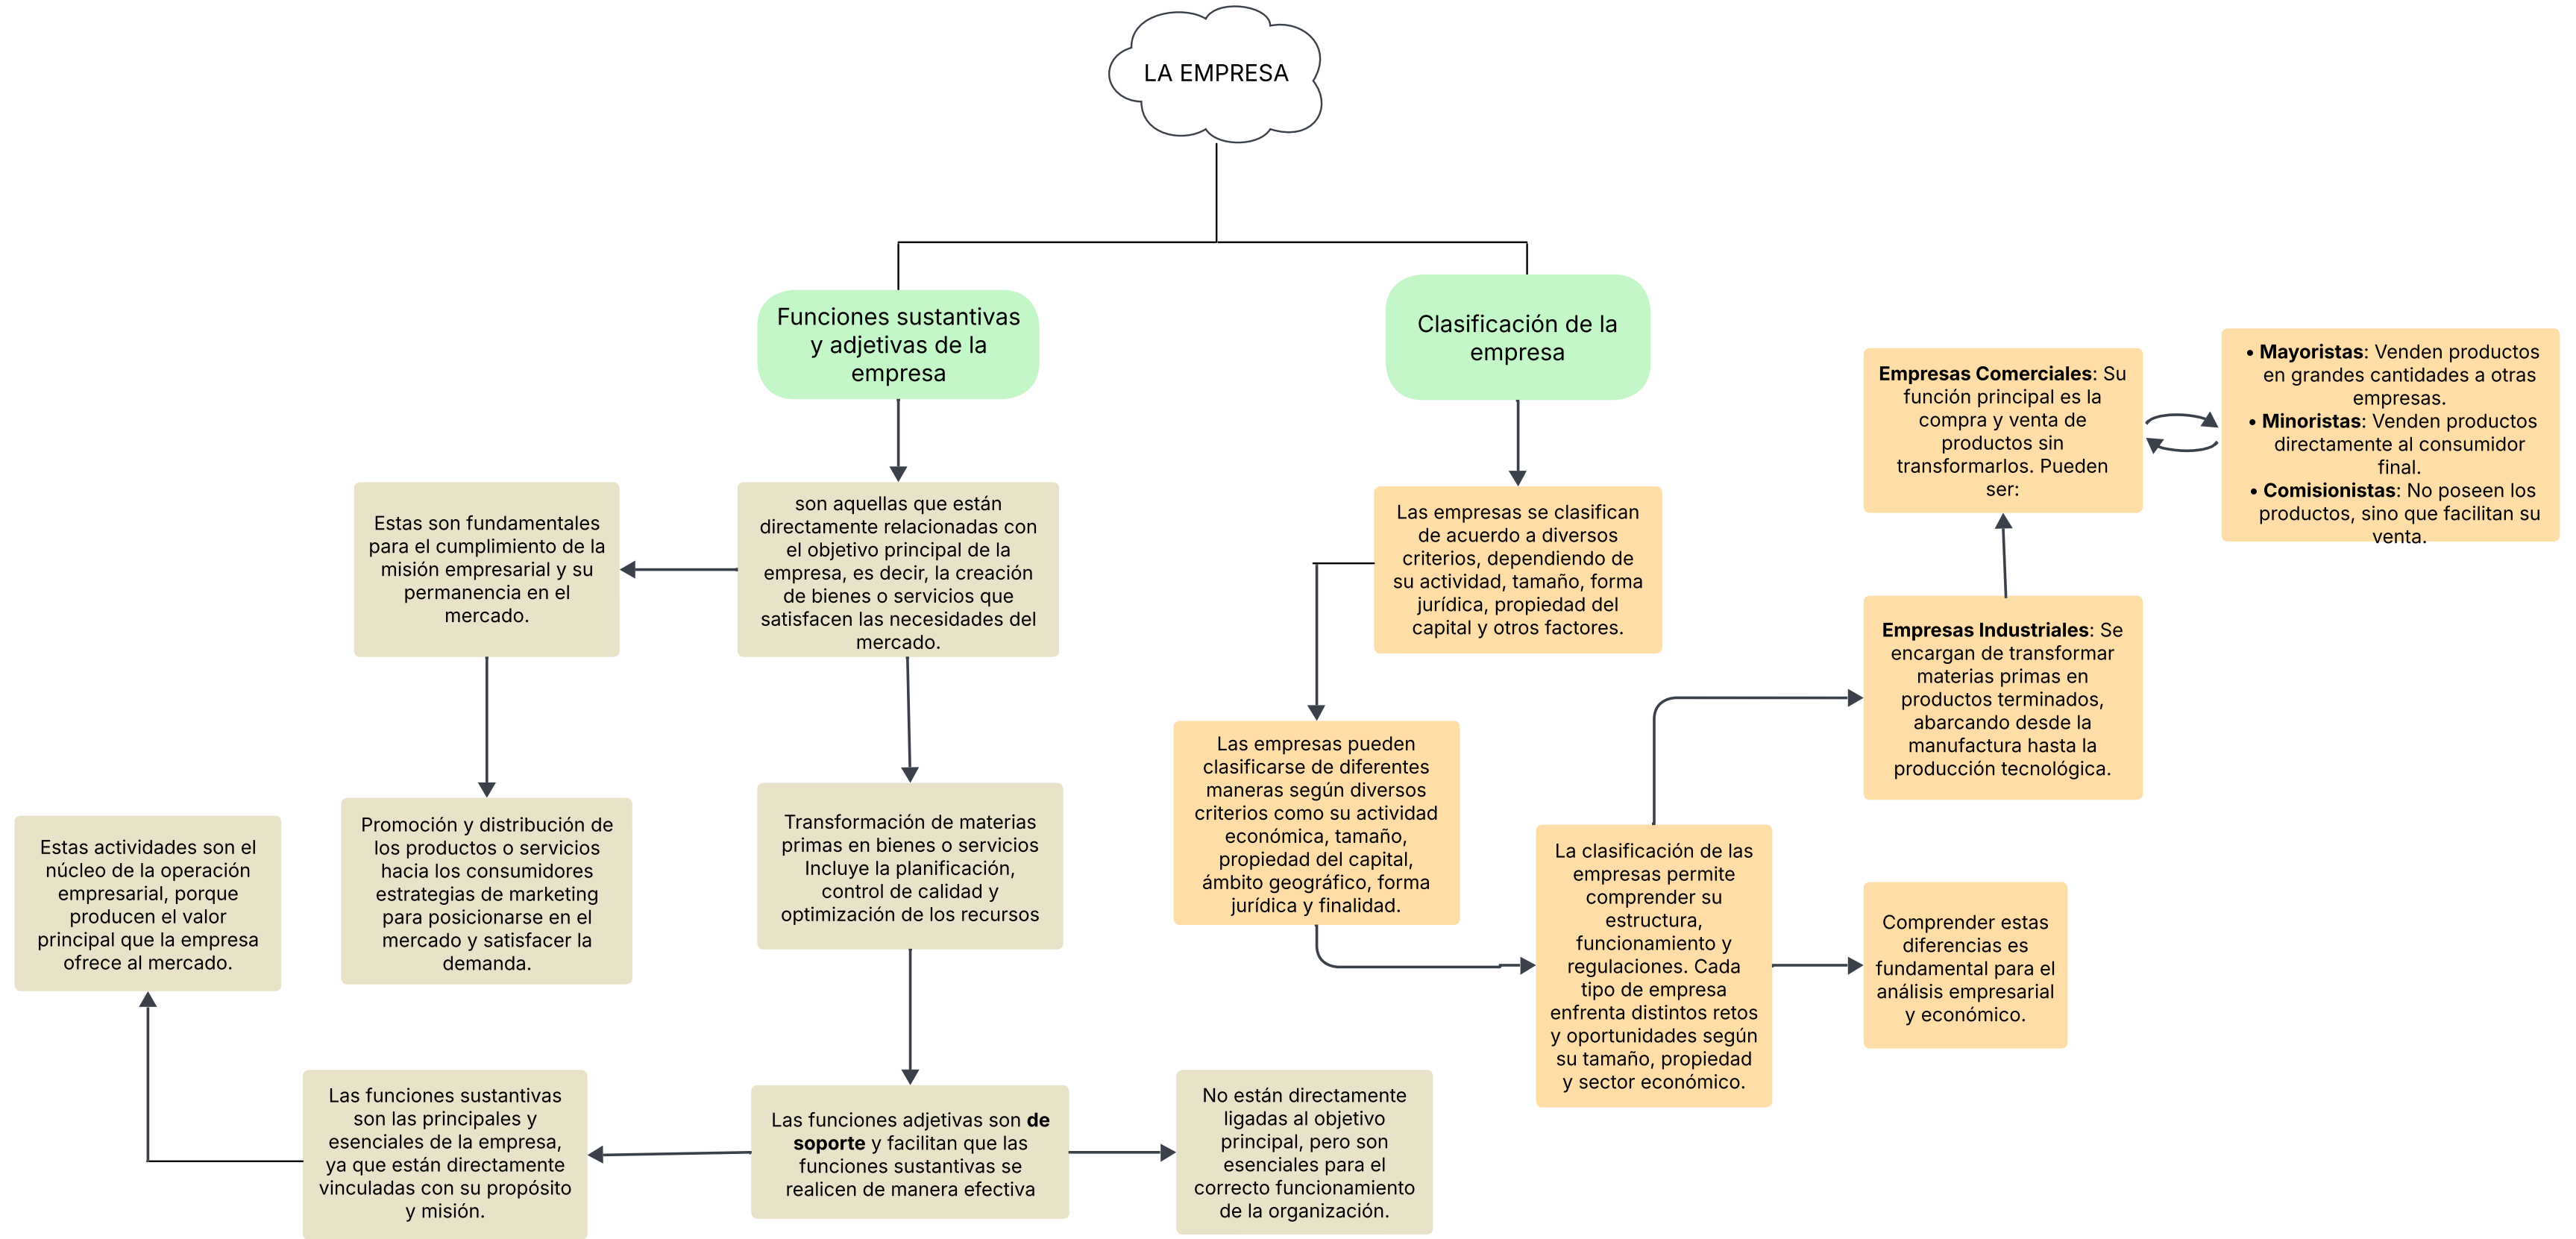 LA EMPRESA
Funciones sustantivas
y adjetivas de la
empresa
son aquellas que están
directamente relacionadas con
el objetivo principal de la
empresa, es decir, la creación
de bienes o servicios que
satisfacen las necesidades del
mercado.
Estas son fundamentales
para el cumplimiento de la
misión empresarial y su
permanencia en el
mercado.
Promoción y distribución de
los productos o servicios
hacia los consumidores
estrategias de marketing
para posicionarse en el
mercado y satisfacer la
demanda.
Transformación de materias
primas en bienes o servicios
Incluye la planificación,
control de calidad y
optimización de los recursos
Las funciones adjetivas son de
soporte y facilitan que las
funciones sustantivas se
realicen de manera efectiva
Las funciones sustantivas
son las principales y
esenciales de la empresa,
ya que están directamente
vinculadas con su propósito
y misión.
Estas actividades son el
núcleo de la operación
empresarial, porque
producen el valor
principal que la empresa
ofrece al mercado.
No están directamente
ligadas al objetivo
principal, pero son
esenciales para el
correcto funcionamiento
de la organización.
Clasificación de la
empresa
Las empresas se clasifican
de acuerdo a diversos
criterios, dependiendo de
su actividad, tamaño, forma
jurídica, propiedad del
capital y otros factores.
Las empresas pueden
clasificarse de diferentes
maneras según diversos
criterios como su actividad
económica, tamaño,
propiedad del capital,
ámbito geográfico, forma
jurídica y finalidad.
La clasificación de las
empresas permite
comprender su
estructura,
funcionamiento y
regulaciones. Cada
tipo de empresa
enfrenta distintos retos
y oportunidades según
su tamaño, propiedad
y sector económico.
Comprender estas
diferencias es
fundamental para el
análisis empresarial
y económico.
Empresas Industriales: Se
encargan de transformar
materias primas en
productos terminados,
abarcando desde la
manufactura hasta la
producción tecnológica.
Empresas Comerciales: Su
función principal es la
compra y venta de
productos sin
transformarlos. Pueden
ser:
• Mayoristas: Venden productos
en grandes cantidades a otras
empresas.
• Minoristas: Venden productos
directamente al consumidor
final.
• Comisionistas: No poseen los
productos, sino que facilitan su
venta.